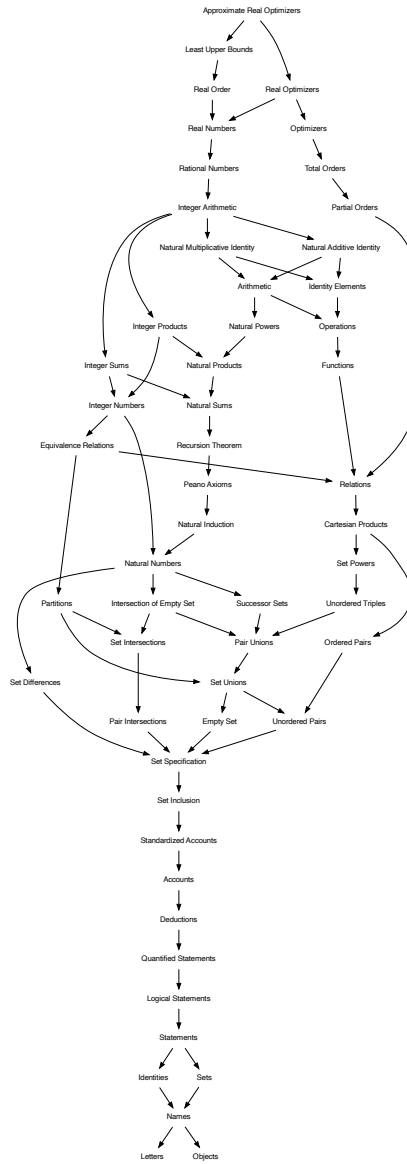 Approximate Real Optimizers
Least Upper Bounds
Real Order
Real Optimizers
Real Numbers
Optimizers
Rational Numbers
Total Orders
Integer Arithmetic
Partial Orders
Natural Multiplicative Identity
Natural Additive Identity
Arithmetic
Identity Elements
Integer Products
Natural Powers
Operations
Integer Sums
Natural Products
Functions
Integer Numbers
Natural Sums
Equivalence Relations
Recursion Theorem
Peano Axioms
Relations
Natural Induction
Cartesian Products
Natural Numbers
Set Powers
Partitions
Intersection of Empty Set
Successor Sets
Unordered Triples
Set Intersections
Pair Unions
Ordered Pairs
Set Differences
Set Unions
Pair Intersections
Empty Set
Unordered Pairs
Set Specification
Set Inclusion
Standardized Accounts
Accounts
Deductions
Quantified Statements
Logical Statements
Statements
Identities
Sets
Names
Letters
Objects